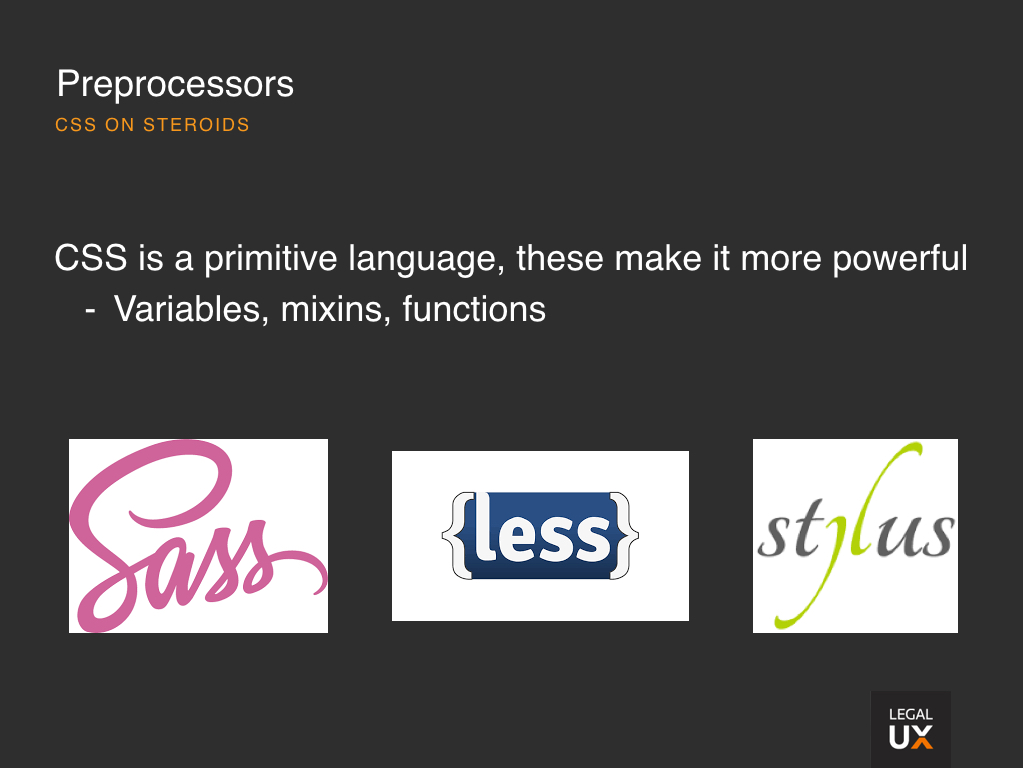 Preprocessors
CSS ON STEROIDS
CSS is a primitive language, these make it more powerful
- Variables, mixins, functions
Sass
{less}
stylus
LEGAL
UX